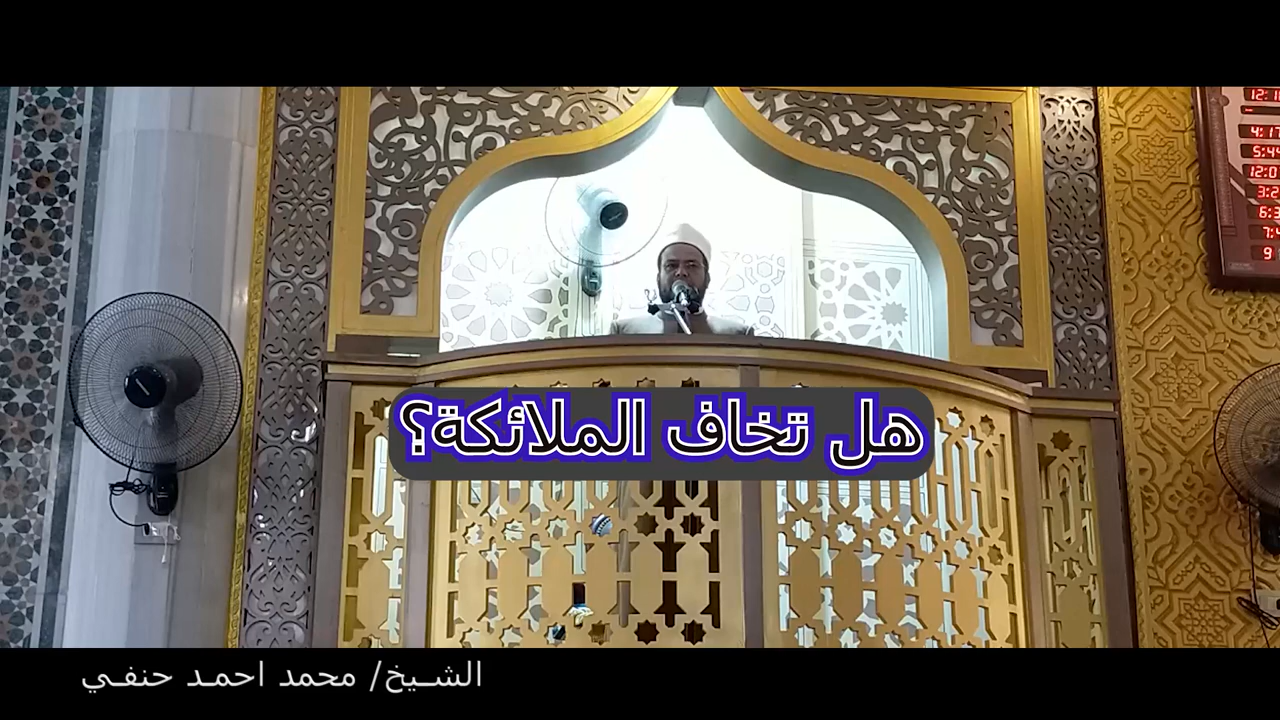 هل تخاف الملائكة؟
الشيخ/ محمد احمد حنفي